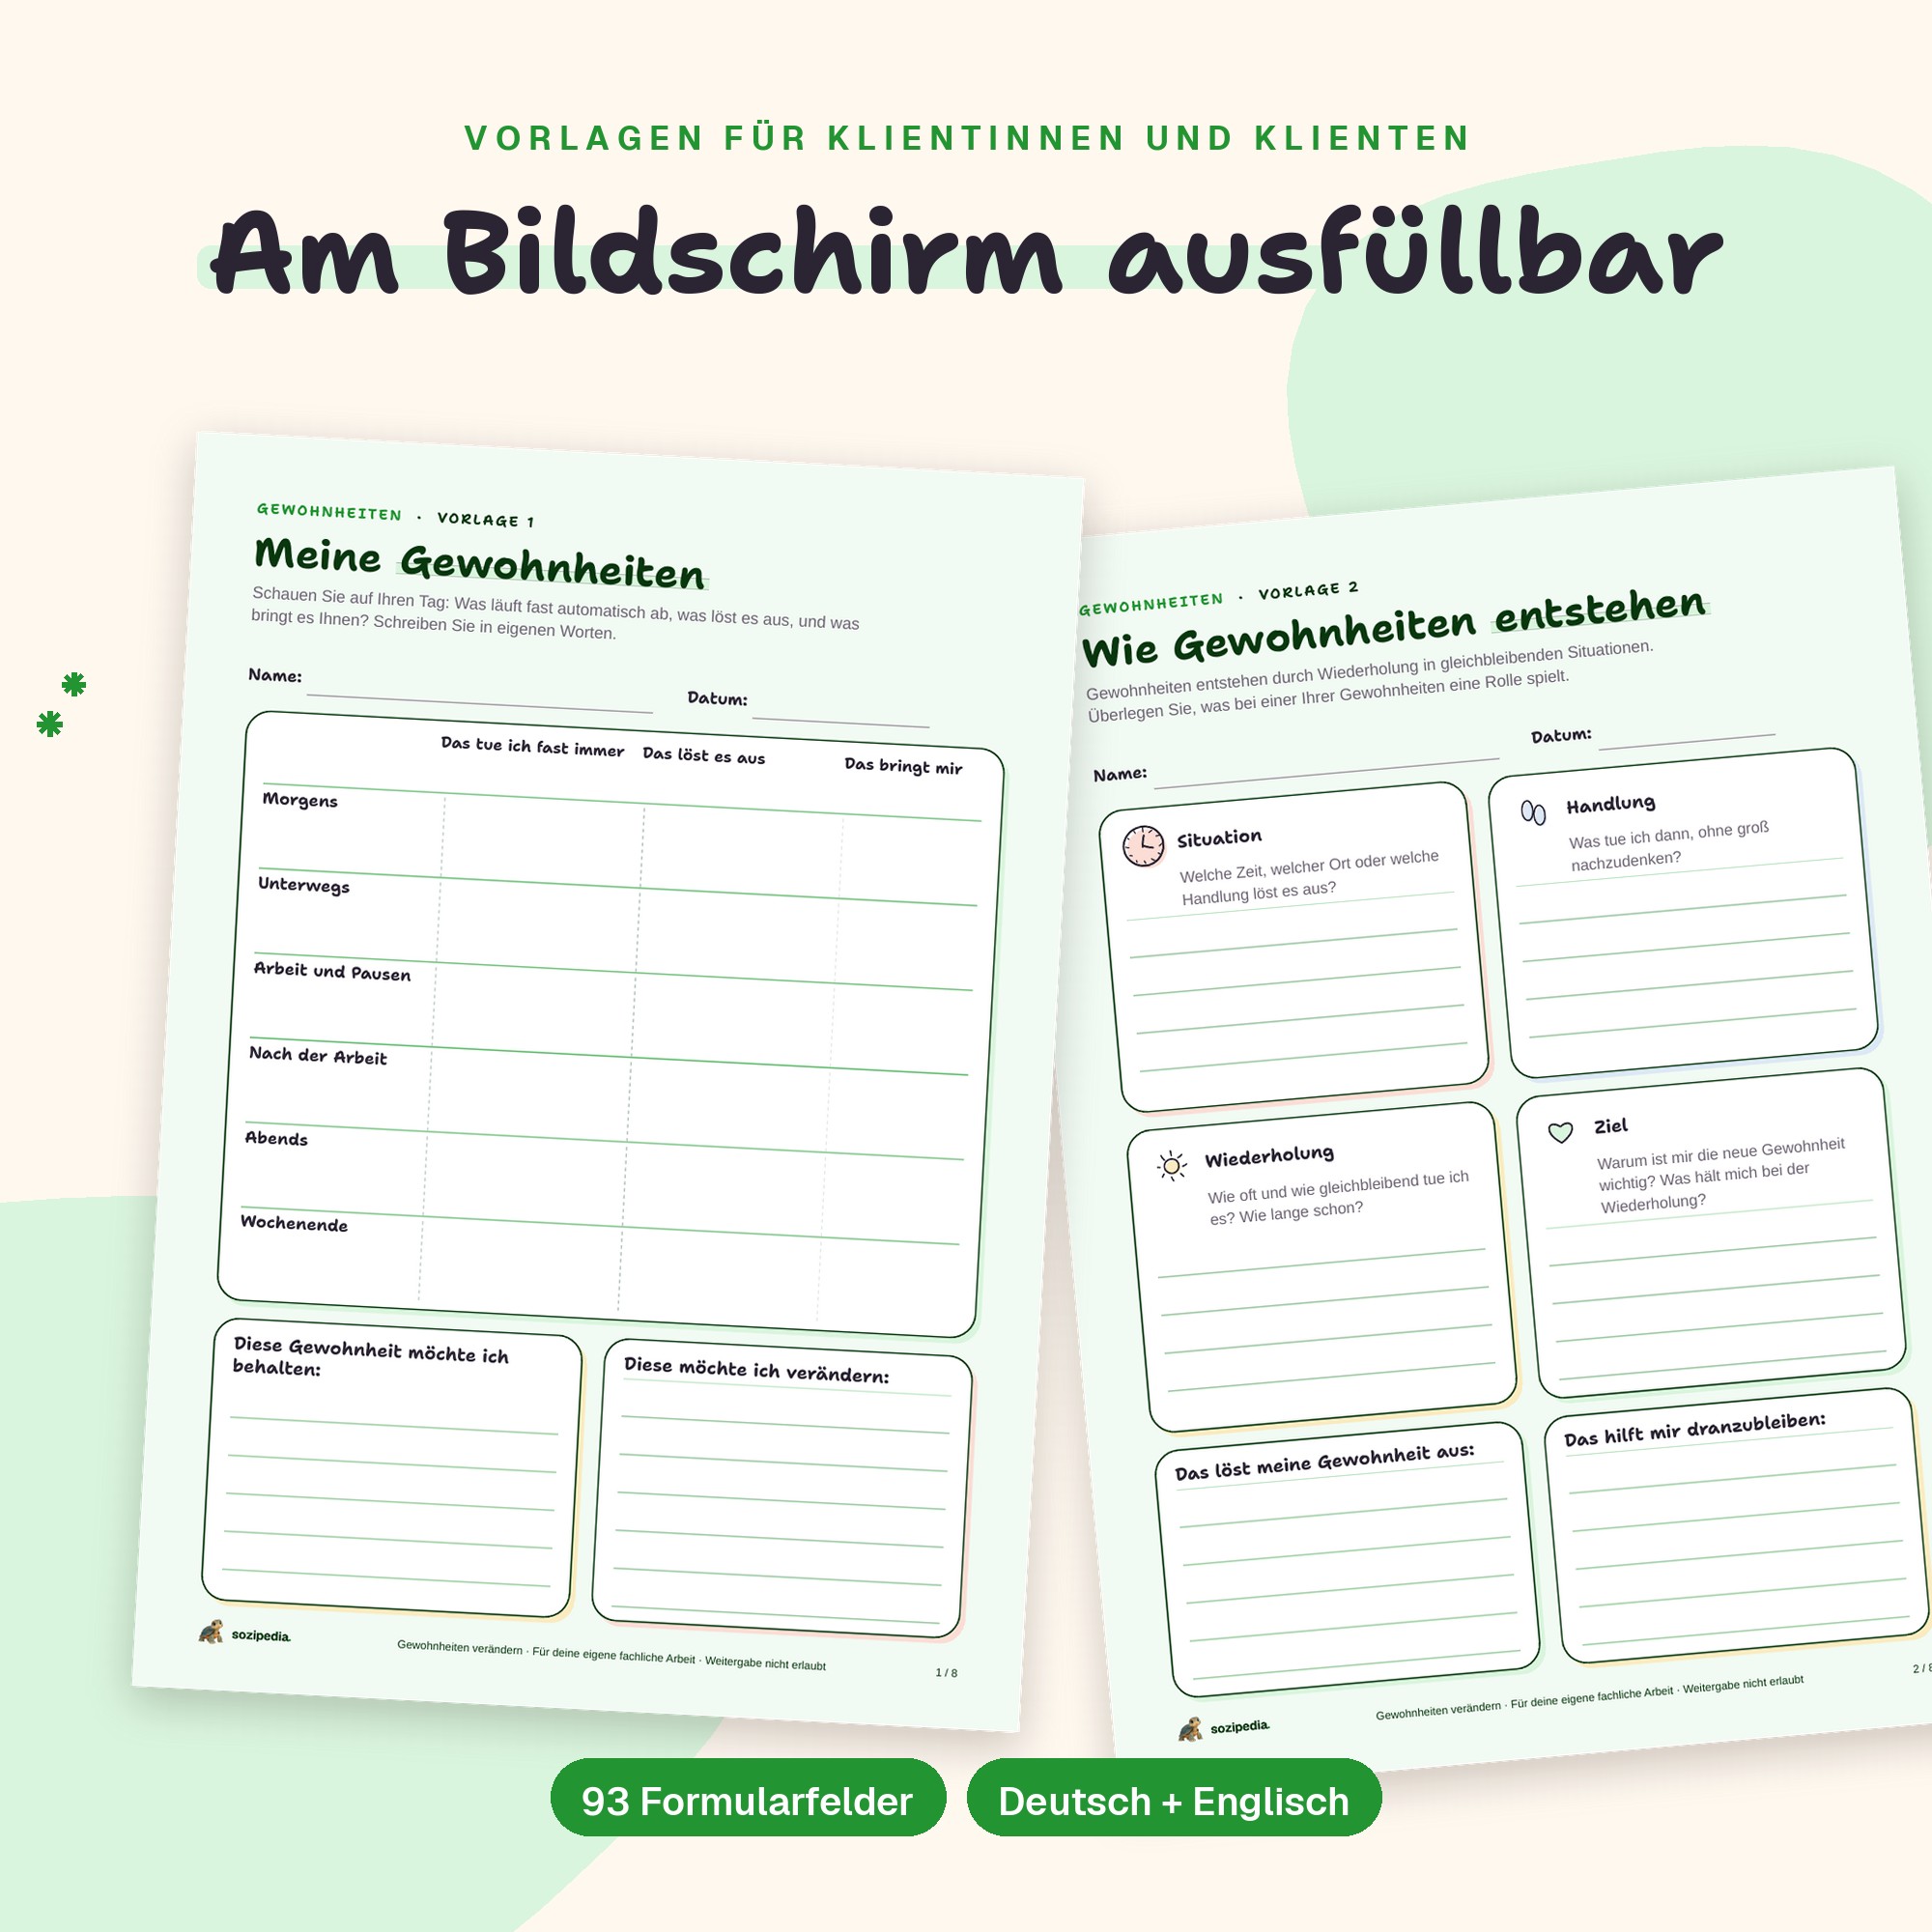 VORLAGEN FÜR KLIENTINNEN UND KLIENTEN
Am Bildschirm ausfüllbar
GEWOHNHEITEN · VORLAGE 1
Meine Gewohnheiten
Schauen Sie auf Ihren Tag: Was läuft fast automatisch ab, was löst es aus, und was
bringt es Ihnen? Schreiben Sie in eigenen Worten.
Name:
Datum:
Das tue ich fast immer
Das löst es aus
Das bringt mir
Morgens
Unterwegs
Arbeit und Pausen
Nach der Arbeit
Abends
Wochenende
Diese Gewohnheit möchte ich
behalten:
Diese möchte ich verändern:
sozipedia.
Gewohnheiten verändern · Für deine eigene fachliche Arbeit · Weitergabe nicht erlaubt
1 / 8
GEWOHNHEITEN · VORLAGE 2
Wie Gewohnheiten entstehen
Gewohnheiten entstehen durch Wiederholung in gleichbleibenden Situationen.
Überlegen Sie, was bei einer Ihrer Gewohnheiten eine Rolle spielt.
Name:
Datum:
Situation
Welche Zeit, welcher Ort oder welche
Handlung löst es aus?
Handlung
Was tue ich dann, ohne groß
nachzudenken?
Wiederholung
Wie oft und wie gleichbleibend tue ich
es? Wie lange schon?
Ziel
Warum ist mir die neue Gewohnheit
wichtig? Was hält mich bei der
Wiederholung?
Das löst meine Gewohnheit aus:
Das hilft mir dranzubleiben:
sozipedia.
Gewohnheiten verändern · Für deine eigene fachliche Arbeit · Weitergabe nicht erlaubt
2 / 8
93 Formularfelder
Deutsch + Englisch